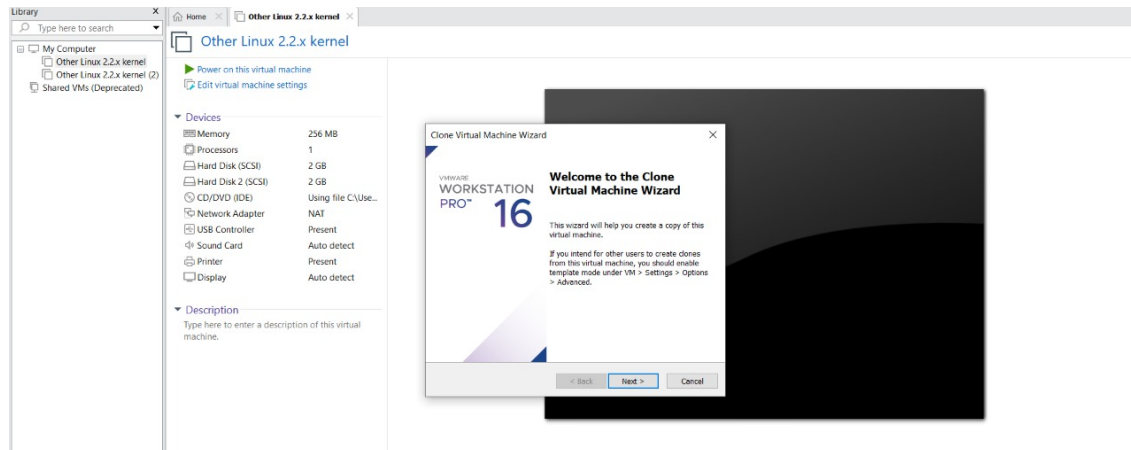 Library X
Type here to search
My Computer
Other Linux 2.2.x kernel
Other Linux 2.2.x kernel (2)
Shared VMs (Deprecated)
Home Other Linux 2.2.x kernel
Other Linux 2.2.x kernel
Power on this virtual machine
Edit virtual machine settings
Devices
Memory 256 MB
Processors 1
Hard Disk (SCSI) 2 GB
Hard Disk 2 (SCSI) 2 GB
CD/DVD (IDE) Using file C:\Use...
Network Adapter NAT
USB Controller Present
Sound Card Auto detect
Printer Present
Display Auto detect
Description
Type here to enter a description of this virtual
machine.
Clone Virtual Machine Wizard
VMWARE
WORKSTATION
PRO™ 16
Welcome to the Clone
Virtual Machine Wizard
This wizard will help you create a copy of this
virtual machine.
If you intend for other users to create clones
from this virtual machine, you should enable
template mode under VM > Settings > Options
> Advanced.
< Back Next > Cancel